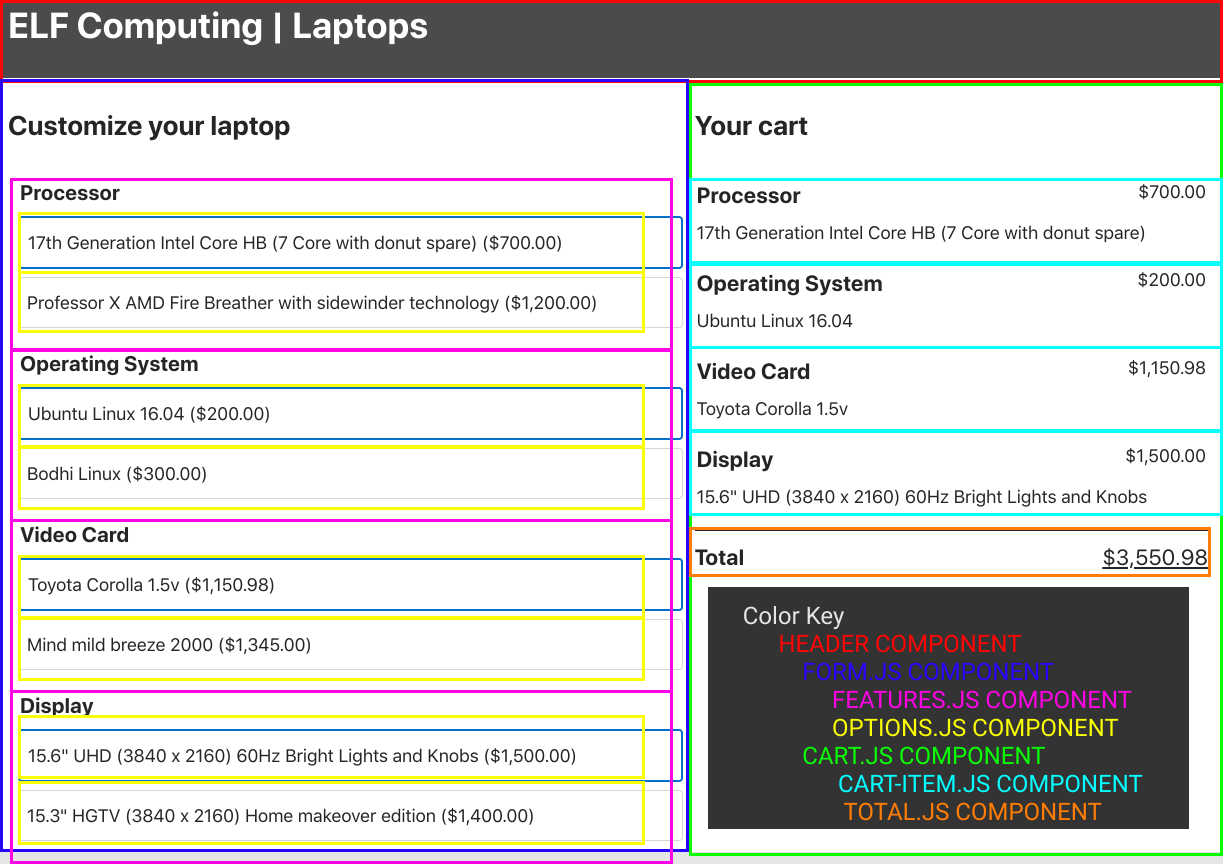 ELF Computing | Laptops
Customize your laptop
Processor
17th Generation Intel Core HB (7 Core with donut spare) ($700.00)
Professor X AMD Fire Breather with sidewinder technology ($1,200.00)
Operating System
Ubuntu Linux 16.04 ($200.00)
Bodhi Linux ($300.00)
Video Card
Toyota Corolla 1.5v ($1,150.98)
Mind mild breeze 2000 ($1,345.00)
Display
15.6" UHD (3840 x 2160) 60Hz Bright Lights and Knobs ($1,500.00)
15.3" HGTV (3840 x 2160) Home makeover edition ($1,400.00)
Your cart
Processor $700.00
17th Generation Intel Core HB (7 Core with donut spare)
Operating System $200.00
Ubuntu Linux 16.04
Video Card $1,150.98
Toyota Corolla 1.5v
Display $1,500.00
15.6" UHD (3840 x 2160) 60Hz Bright Lights and Knobs
Total $3,550.98
Color Key
HEADER COMPONENT
FORM.JS COMPONENT
FEATURES.JS COMPONENT
OPTIONS.JS COMPONENT
CART.JS COMPONENT
CART-ITEM.JS COMPONENT
TOTAL.JS COMPONENT